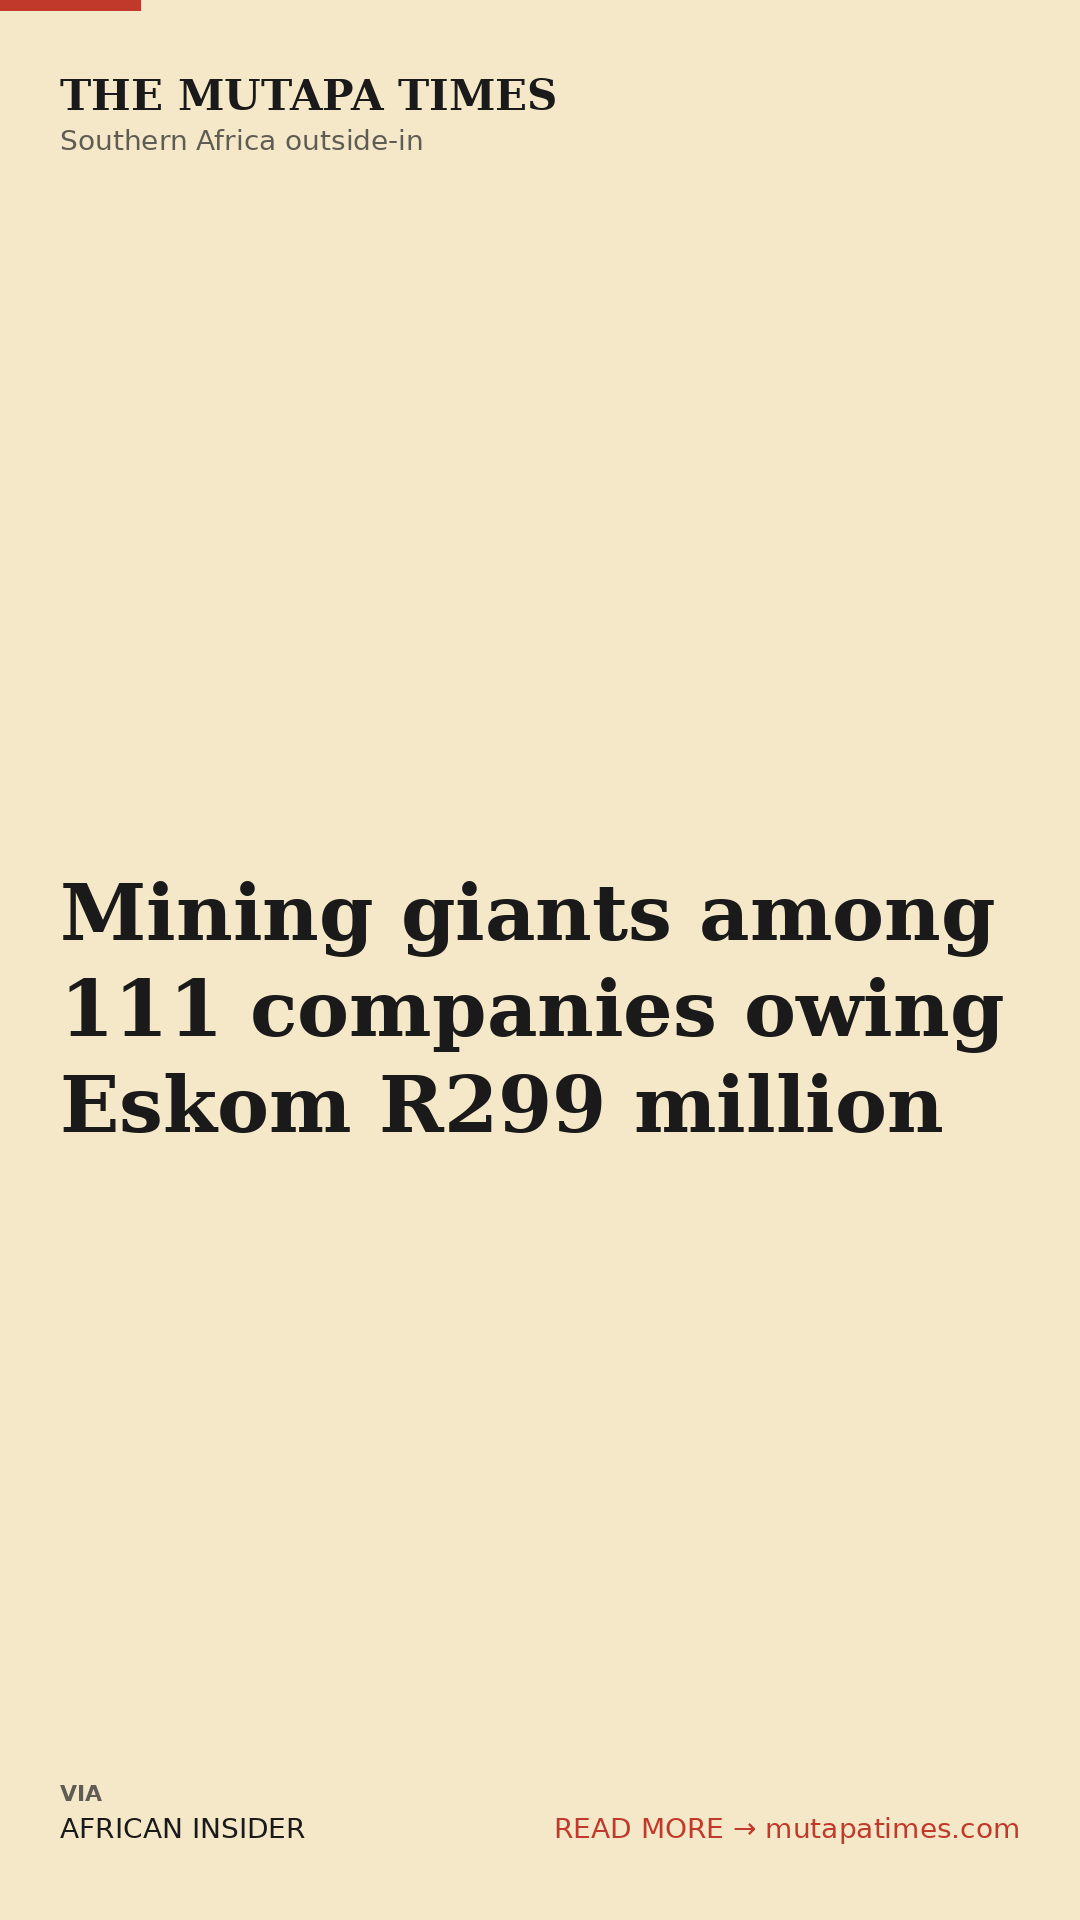 THE MUTAPA TIMES
Southern Africa outside-in
Mining giants among
111 companies owing
Eskom R299 million
VIA
AFRICAN INSIDER
READ MORE → mutapatimes.com